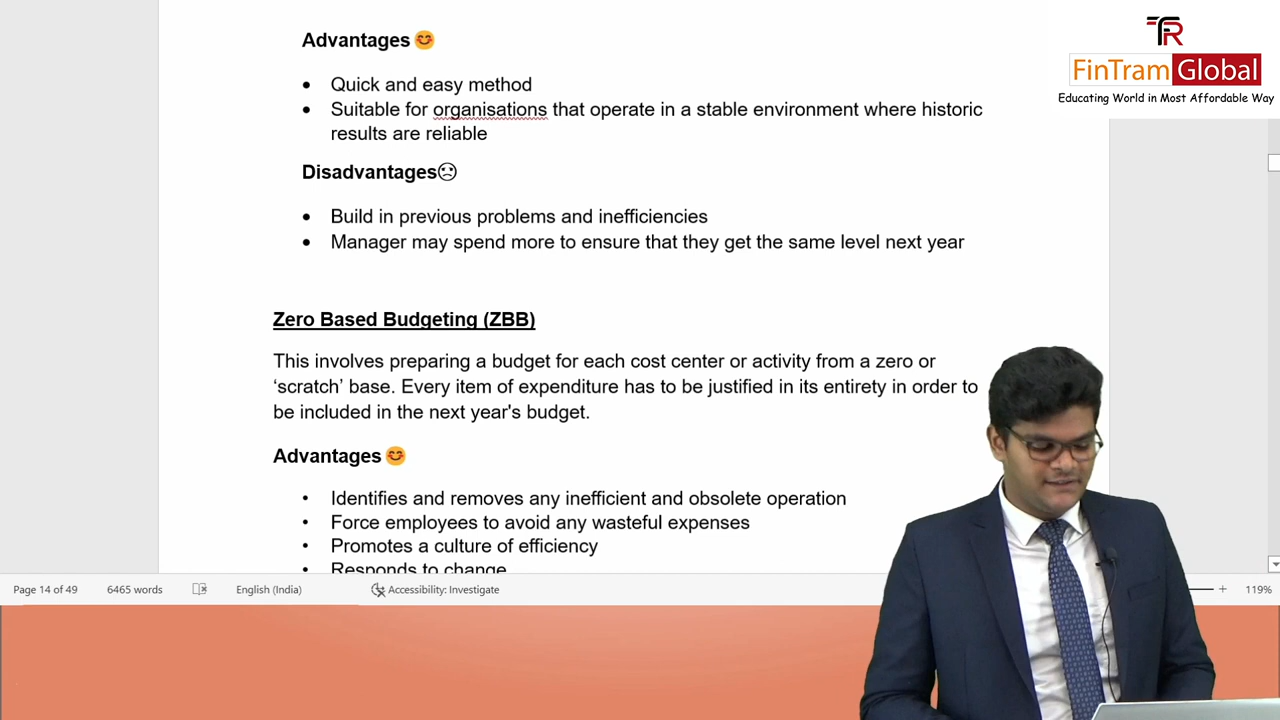 Advantages😊
TR
FinTram Global
Educating World in Most Affordable Way
• Quick and easy method
• Suitable for organisations that operate in a stable environment where historic
results are reliable
Disadvantages☹
• Build in previous problems and inefficiencies
• Manager may spend more to ensure that they get the same level next year
Zero Based Budgeting (ZBB)
This involves preparing a budget for each cost center or activity from a zero or
‘scratch’ base. Every item of expenditure has to be justified in its entirety in order to
be included in the next year's budget.
Advantages😊
• Identifies and removes any inefficient and obsolete operation
• Force employees to avoid any wasteful expenses
• Promotes a culture of efficiency
• Responds to change
Page 14 of 49 6465 words English (India) Accessibility: Investigate + 119%